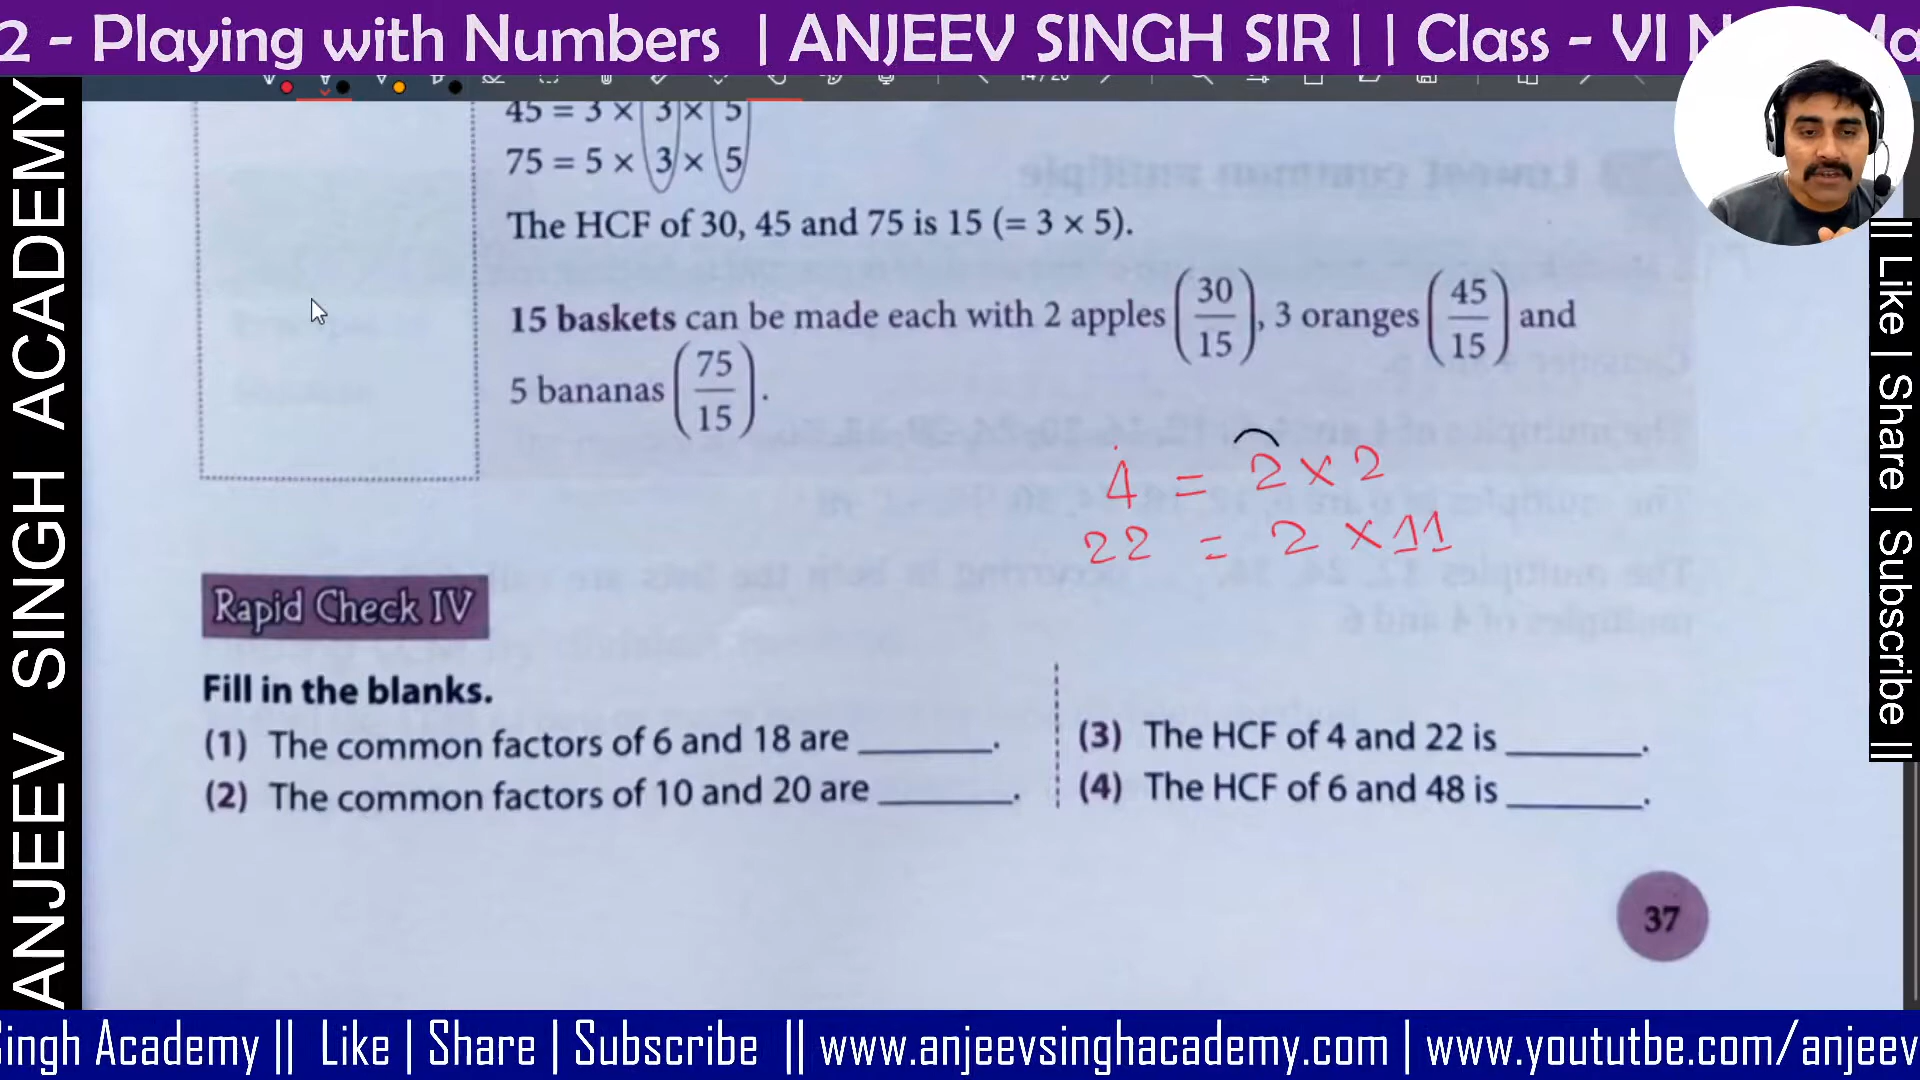 2 - Playing with Numbers | ANJEEV SINGH SIR | | Class - VI N
ANJEEV SINGH ACADEMY
45 = 3 × 3 × 5
75 = 5 × 3 × 5
The HCF of 30, 45 and 75 is 15 (= 3 × 5).
15 baskets can be made each with 2 apples (30/15), 3 oranges (45/15) and
5 bananas (75/15).
4 = 2 × 2
22 = 2 × 11
Rapid Check IV
Fill in the blanks.
(1) The common factors of 6 and 18 are ______.
(2) The common factors of 10 and 20 are ______.
(3) The HCF of 4 and 22 is ______.
(4) The HCF of 6 and 48 is ______.
37
|| Like | Share | Subscribe ||
Singh Academy || Like | Share | Subscribe || www.anjeevsinghacademy.com | www.yoututbe.com/anjeev